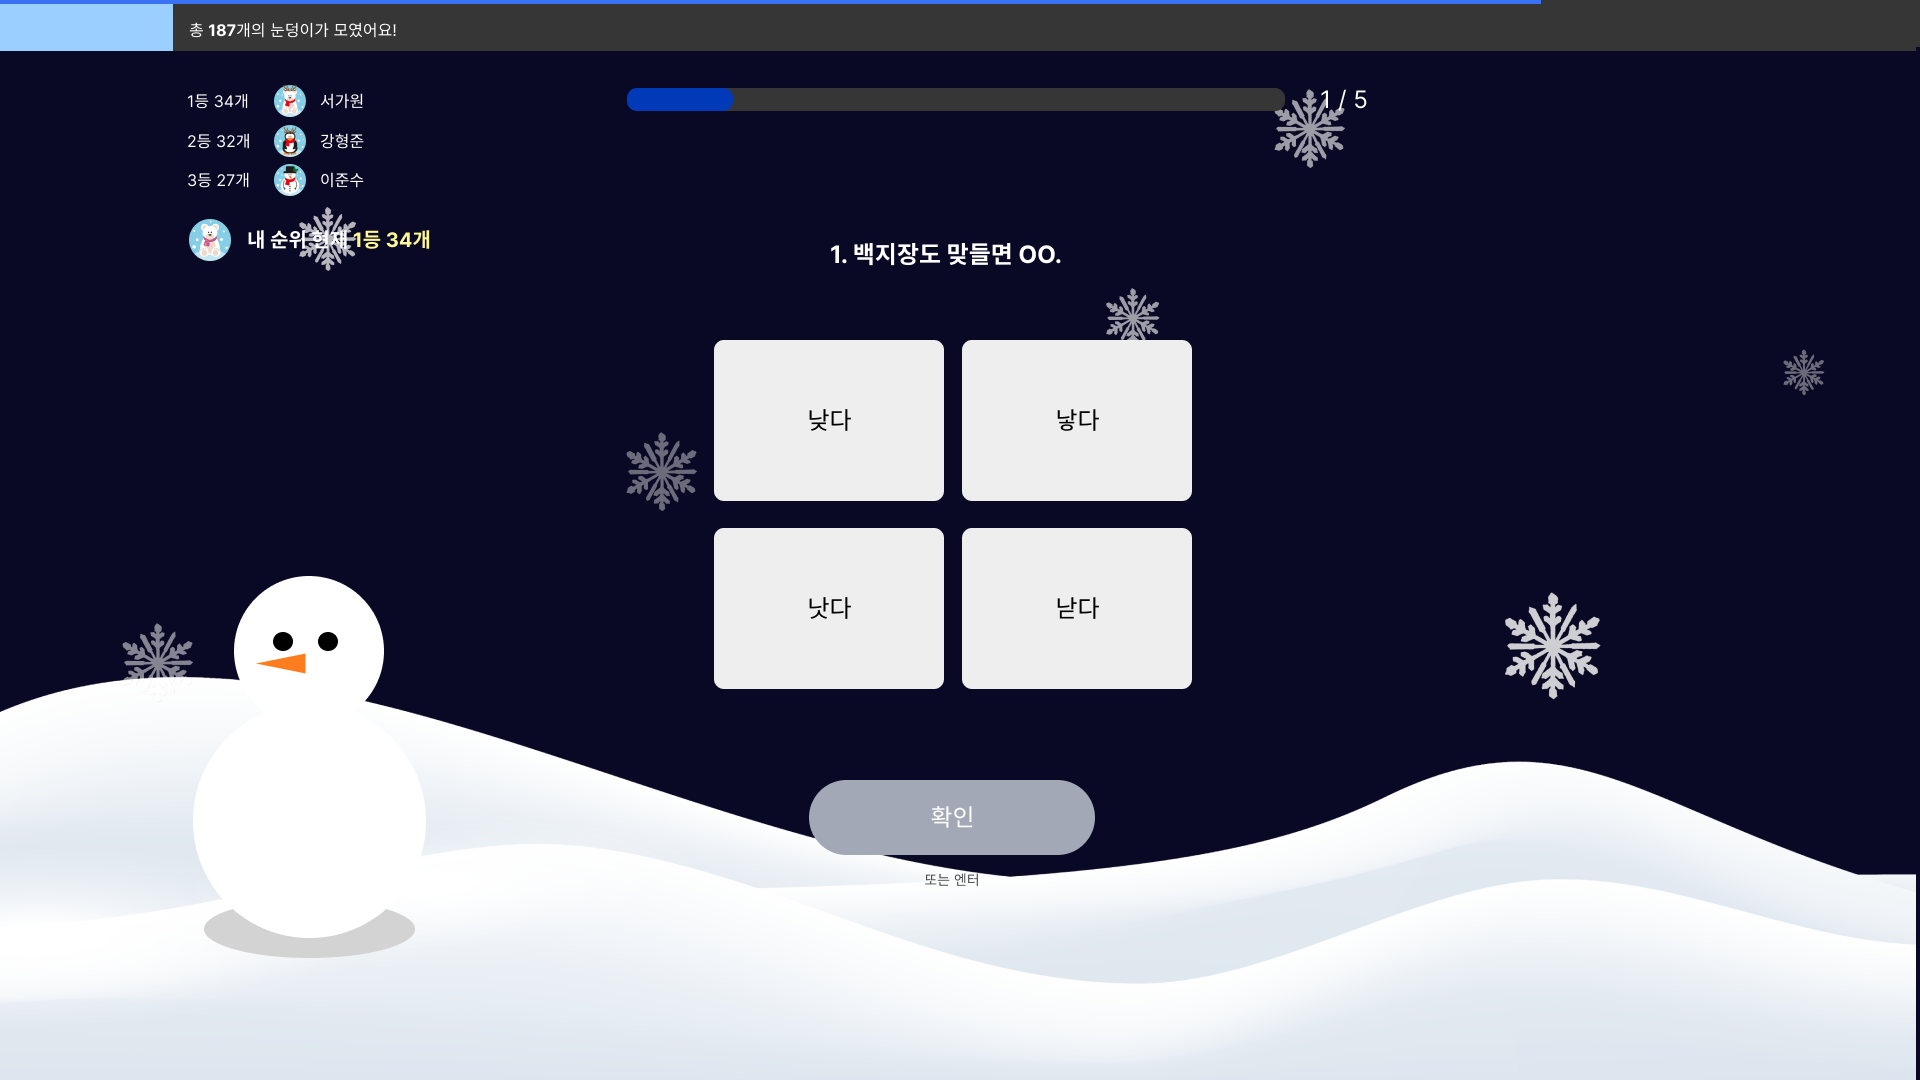 총 187개의 눈덩이가 모였어요!
1등 34개 서가원
2등 32개 강형준
3등 27개 이준수
내 순위 현재 1등 34개
1 / 5
1. 백지장도 맞들면 OO.
낮다 낳다
낫다 낟다
확인
또는 엔터